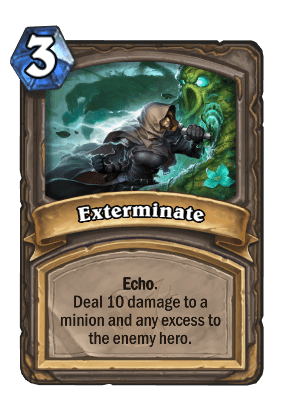 3
Exterminate
Echo.
Deal 10 damage to a
minion and any excess to
the enemy hero.